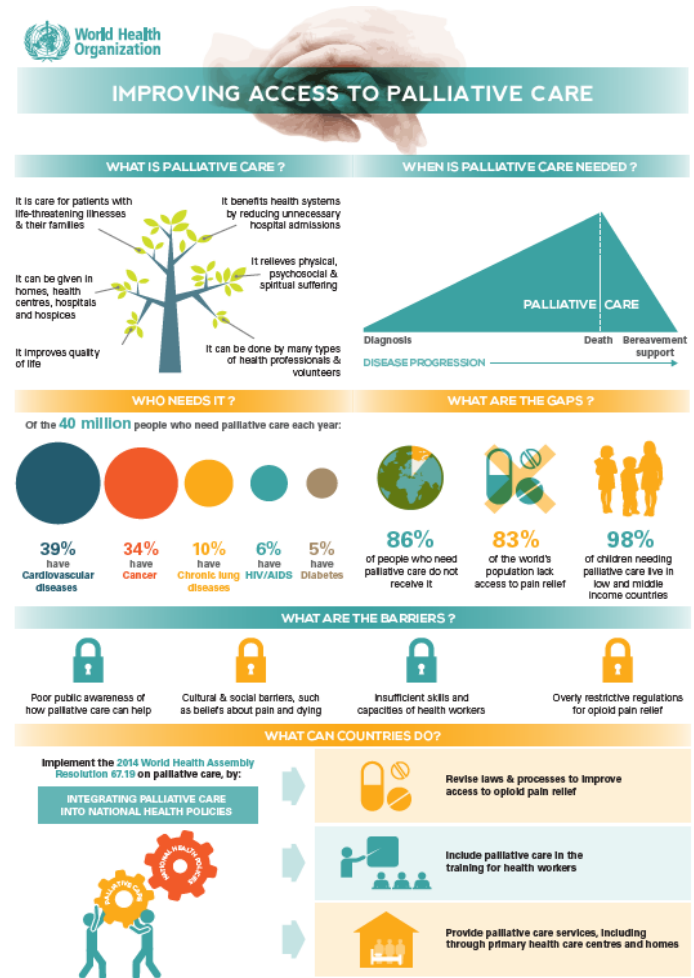 World Health
Organization
IMPROVING ACCESS TO PALLIATIVE CARE
WHAT IS PALLIATIVE CARE ?
It is care for patients with
life-threatening illnesses
& their families
It benefits health systems
by reducing unnecessary
hospital admissions
It can be given in
homes, health
centres, hospitals
and hospices
It relieves physical,
psychosocial &
spiritual suffering
It improves quality
of life
It can be done by many types
of health professionals &
volunteers
WHEN IS PALLIATIVE CARE NEEDED ?
PALLIATIVE CARE
Diagnosis
Death
Bereavement
support
DISEASE PROGRESSION
WHO NEEDS IT ?
Of the 40 million people who need palliative care each year:
39%
have
Cardiovascular
diseases
34%
have
Cancer
10%
have
Chronic lung
diseases
6%
have
HIV/AIDS
5%
have
Diabetes
WHAT ARE THE GAPS ?
86%
of people who need
palliative care do not
receive it
83%
of the world's
population lack
access to pain relief
98%
of children needing
palliative care live in
low and middle
income countries
WHAT ARE THE BARRIERS ?
Poor public awareness of
how palliative care can help
Cultural & social barriers, such
as beliefs about pain and dying
Insufficient skills and
capacities of health workers
Overly restrictive regulations
for opioid pain relief
WHAT CAN COUNTRIES DO?
Implement the 2014 World Health Assembly
Resolution 67.19 on palliative care, by:
INTEGRATING PALLIATIVE CARE
INTO NATIONAL HEALTH POLICIES
NATIONAL HEALTH POLICIES
PALLIATIVE CARE
Revise laws & processes to improve
access to opioid pain relief
Include palliative care in the
training for health workers
Provide palliative care services, including
through primary health care centres and homes